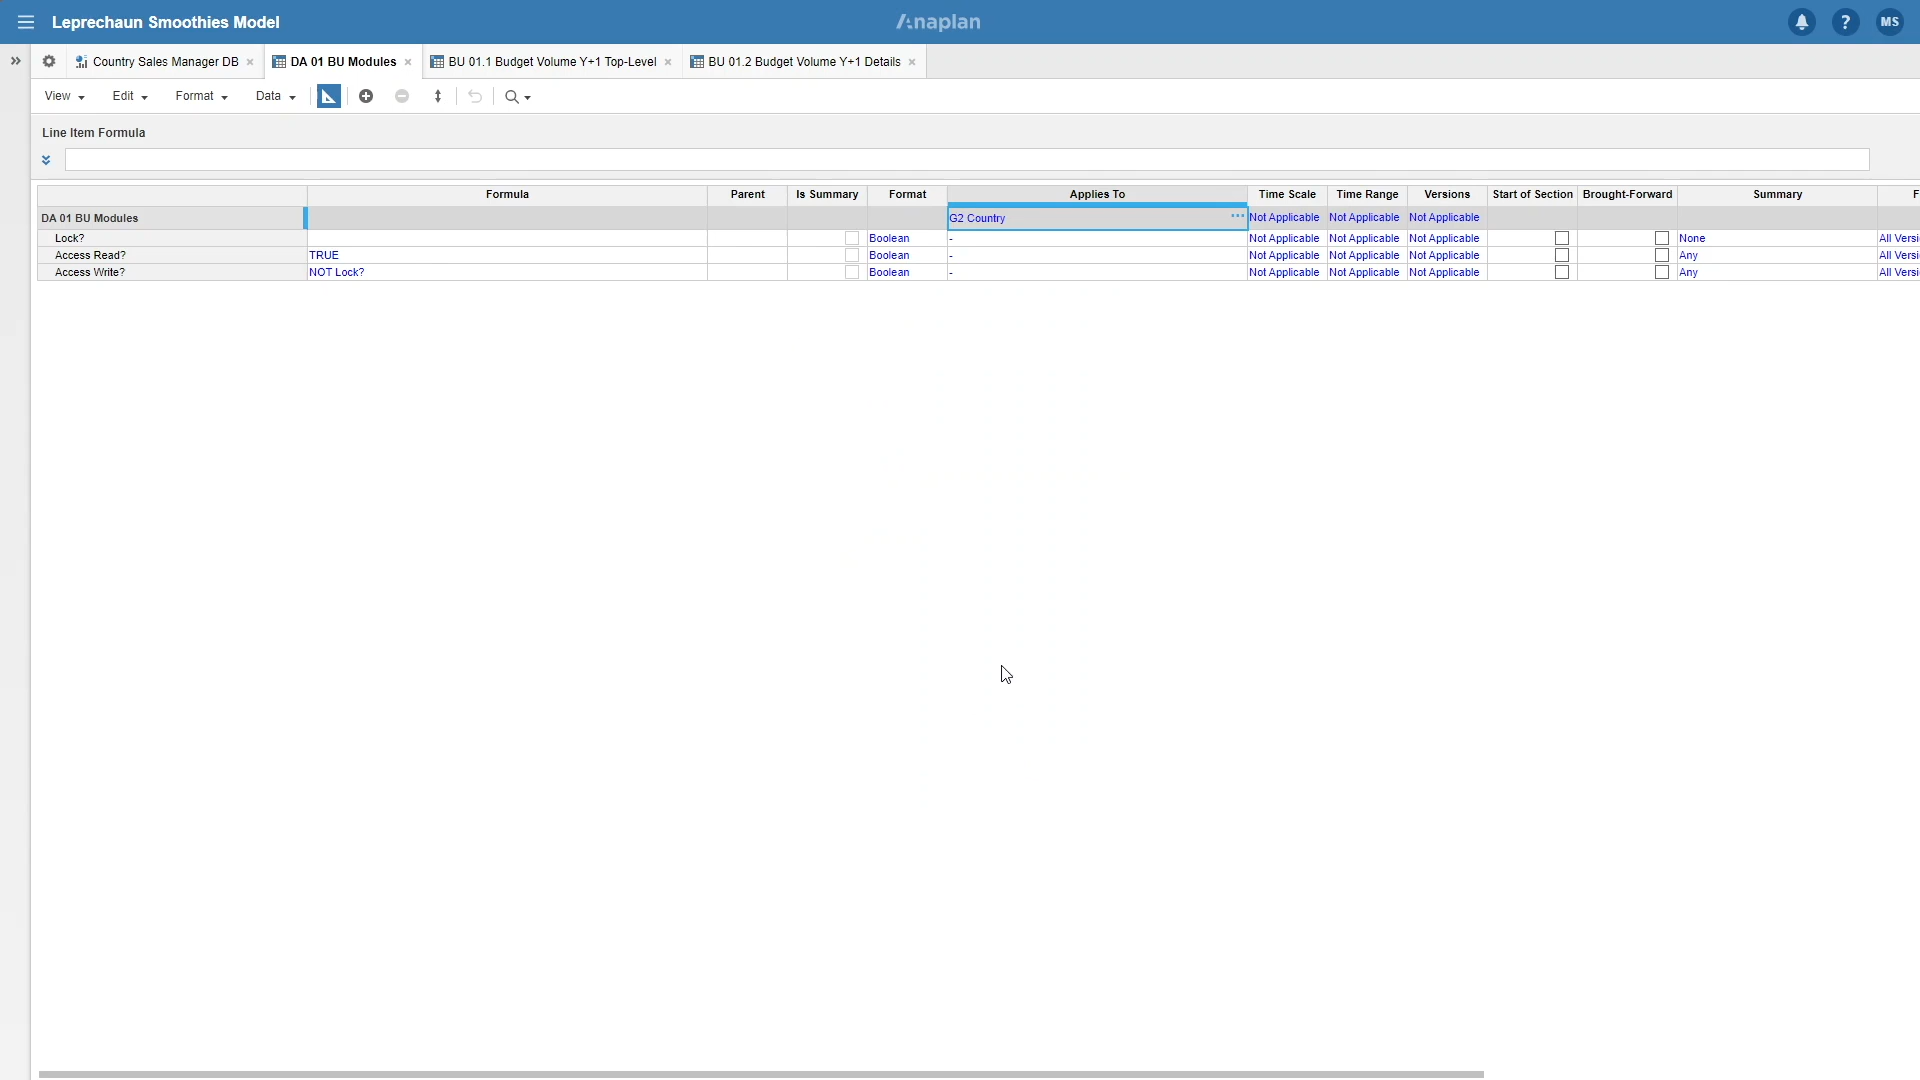 Leprechaun Smoothies Model
Anaplan
? MS
Country Sales Manager DB DA 01 BU Modules BU 01.1 Budget Volume Y+1 Top-Level BU 01.2 Budget Volume Y+1 Details
View Edit Format Data
Line Item Formula
Formula Parent Is Summary Format Applies To Time Scale Time Range Versions Start of Section Brought-Forward Summary F
DA 01 BU Modules G2 Country ... Not Applicable Not Applicable Not Applicable
Lock? Boolean - Not Applicable Not Applicable Not Applicable None All Versi
Access Read? TRUE Boolean - Not Applicable Not Applicable Not Applicable Any All Versi
Access Write? NOT Lock? Boolean - Not Applicable Not Applicable Not Applicable Any All Versi